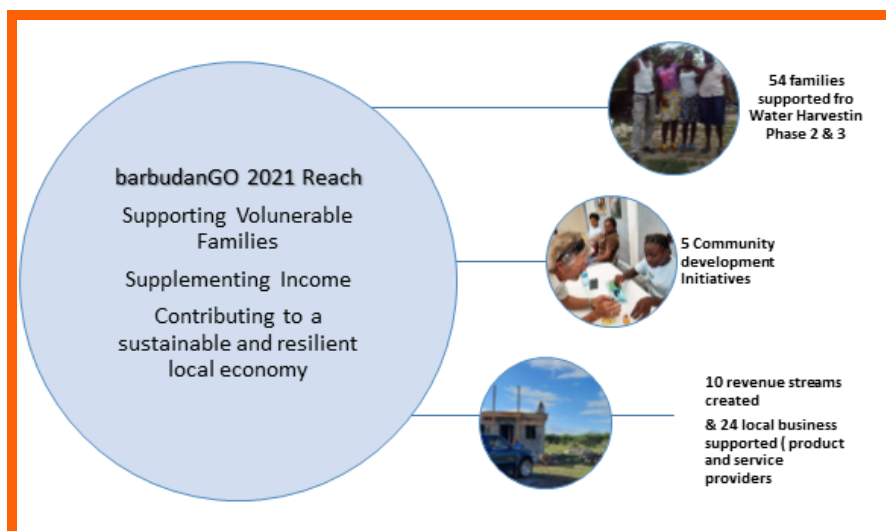 barbudanGO 2021 Reach
Supporting Volunerable
Families
Supplementing Income
Contributing to a
sustainable and resilient
local economy
54 families
supported fro
Water Harvestin
Phase 2 & 3
5 Community
development
Initiatives
10 revenue streams
created
& 24 local business
supported ( product
and service
providers